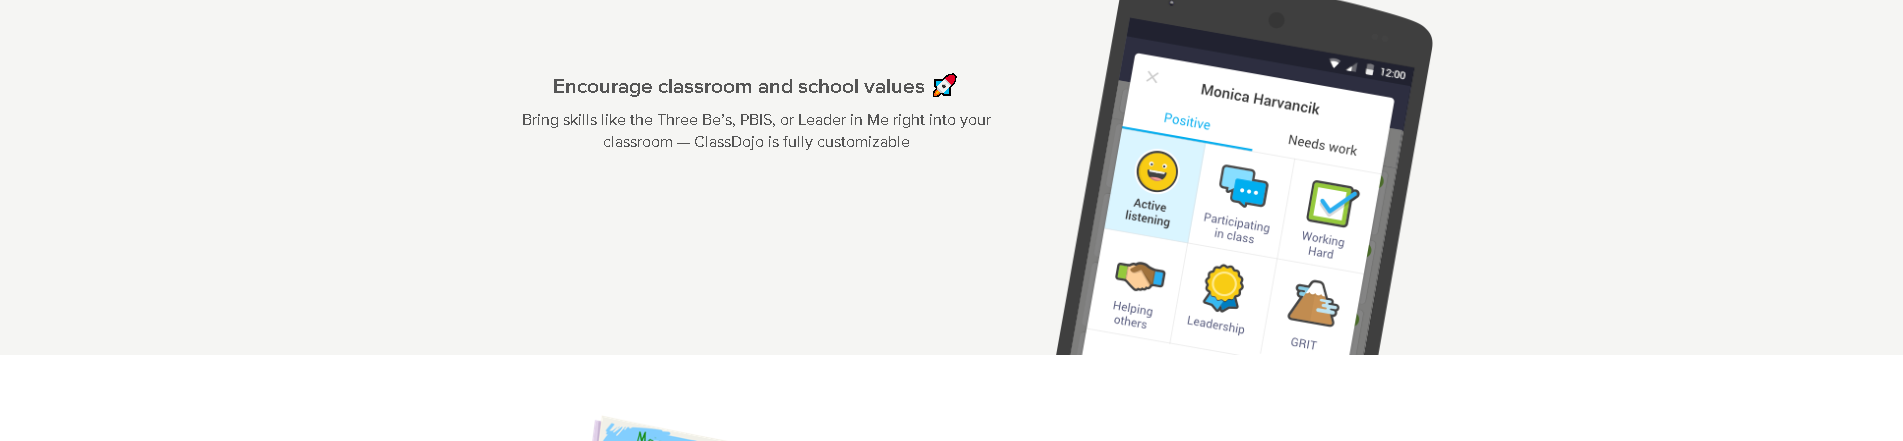 Encourage classroom and school values
Bring skills like the Three Be's, PBIS, or Leader in Me right into your
classroom — ClassDojo is fully customizable
12:00
Monica Harvancik
Positive
Needs work
Active
listening
Participating
in class
Working
Hard
Helping
others
Leadership
GRIT